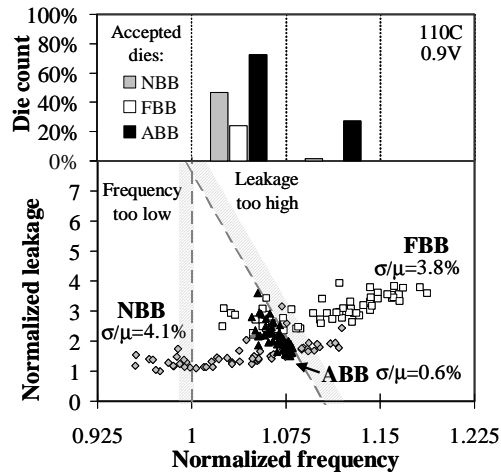 100%
80%
60%
40%
20%
0%
Die count
Accepted
dies:
NBB
FBB
ABB
110C
0.9V
7
6
5
4
3
2
1
0
Normalized leakage
Frequency
too low
Leakage
too high
FBB
σ/μ=3.8%
NBB
σ/μ=4.1%
ABB σ/μ=0.6%
0.925 1 1.075 1.15 1.225
Normalized frequency